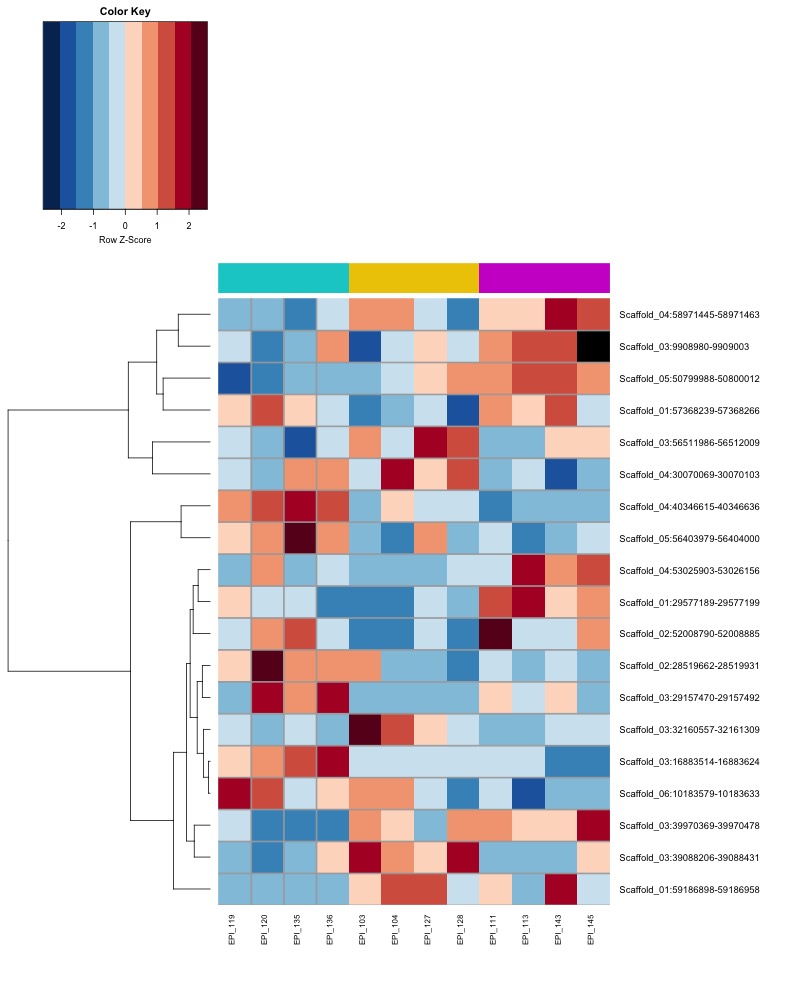 Color Key
-2 -1 0 1 2
Row Z-Score
Scaffold_04:58971445-58971463
Scaffold_03:9908980-9909003
Scaffold_05:50799988-50800012
Scaffold_01:57368239-57368266
Scaffold_03:56511986-56512009
Scaffold_04:30070069-30070103
Scaffold_04:40346615-40346636
Scaffold_05:56403979-56404000
Scaffold_04:53025903-53026156
Scaffold_01:29577189-29577199
Scaffold_02:52008790-52008885
Scaffold_02:28519662-28519931
Scaffold_03:29157470-29157492
Scaffold_03:32160557-32161309
Scaffold_03:16883514-16883624
Scaffold_06:10183579-10183633
Scaffold_03:39970369-39970478
Scaffold_03:39088206-39088431
Scaffold_01:59186898-59186958
EPI_119
EPI_120
EPI_135
EPI_136
EPI_103
EPI_104
EPI_127
EPI_128
EPI_111
EPI_113
EPI_143
EPI_145